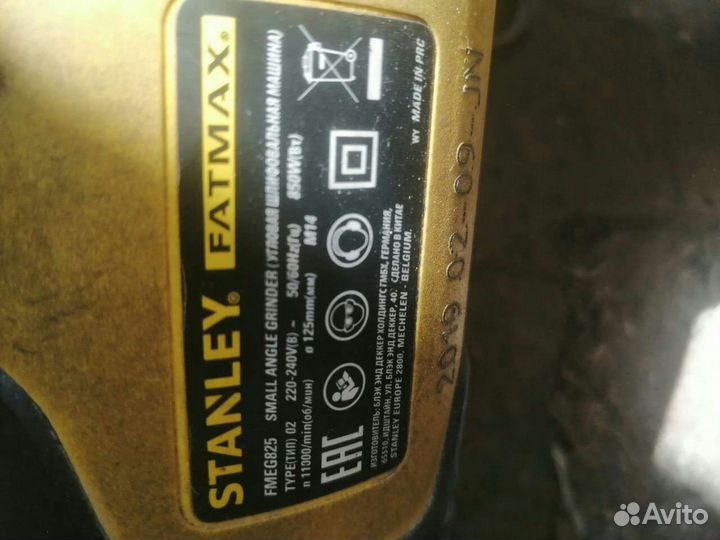 STANLEY® FATMAX®
FMEG825 SMALL ANGLE GRINDER (УГЛОВАЯ ШЛИФОВАЛЬНАЯ МАШИНА)
TYPE(ТИП) 02 220-240V(В) ~ 50/60Hz(Гц) 850W(Вт)
n 11000/min(об/мин) ø 125mm(мм) M14
EAC
ИЗГОТОВИТЕЛЬ: БЛЭК ЭНД ДЕККЕР ХОЛДИНГС ГМБХ, ГЕРМАНИЯ,
65510, ИДШТАЙН, УЛ. БЛЭК ЭНД ДЕККЕР, 40. СДЕЛАНО В КИТАЕ
STANLEY EUROPE 2800, MECHELEN - BELGIUM.
WY MADE IN PRC
2019 02-09-JV
Avito